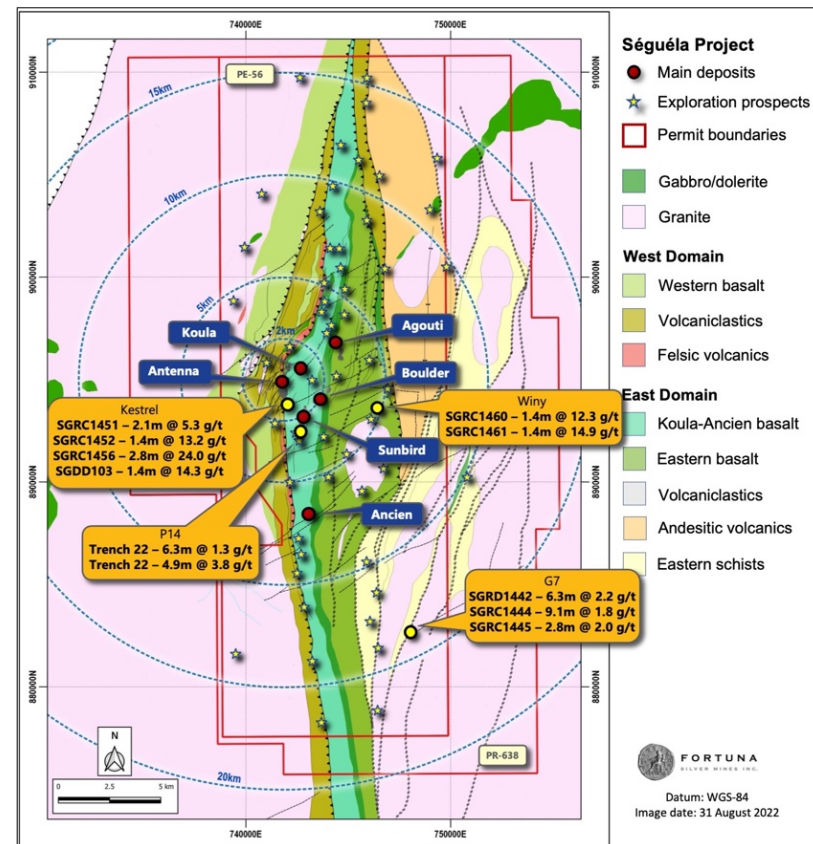 740000E
750000E
910000N
910000N
PE-56
15km
10km
900000N
900000N
5km
2km
Koula
Agouti
Antenna
Boulder
Kestrel
SGRC1451 – 2.1m @ 5.3 g/t
SGRC1452 – 1.4m @ 13.2 g/t
SGRC1456 – 2.8m @ 24.0 g/t
SGDD103 – 1.4m @ 14.3 g/t
Winy
SGRC1460 – 1.4m @ 12.3 g/t
SGRC1461 – 1.4m @ 14.9 g/t
Sunbird
890000N
890000N
Ancien
P14
Trench 22 – 6.3m @ 1.3 g/t
Trench 22 – 4.9m @ 3.8 g/t
G7
SGRD1442 – 6.3m @ 2.2 g/t
SGRC1444 – 9.1m @ 1.8 g/t
SGRC1445 – 2.8m @ 2.0 g/t
880000N
880000N
N
PR-638
20km
0 2.5 5 km
740000E
750000E
Séguéla Project
Main deposits
Exploration prospects
Permit boundaries
Gabbro/dolerite
Granite
West Domain
Western basalt
Volcaniclastics
Felsic volcanics
East Domain
Koula-Ancien basalt
Eastern basalt
Volcaniclastics
Andesitic volcanics
Eastern schists
FORTUNA
SILVER MINES INC.
Datum: WGS-84
Image date: 31 August 2022